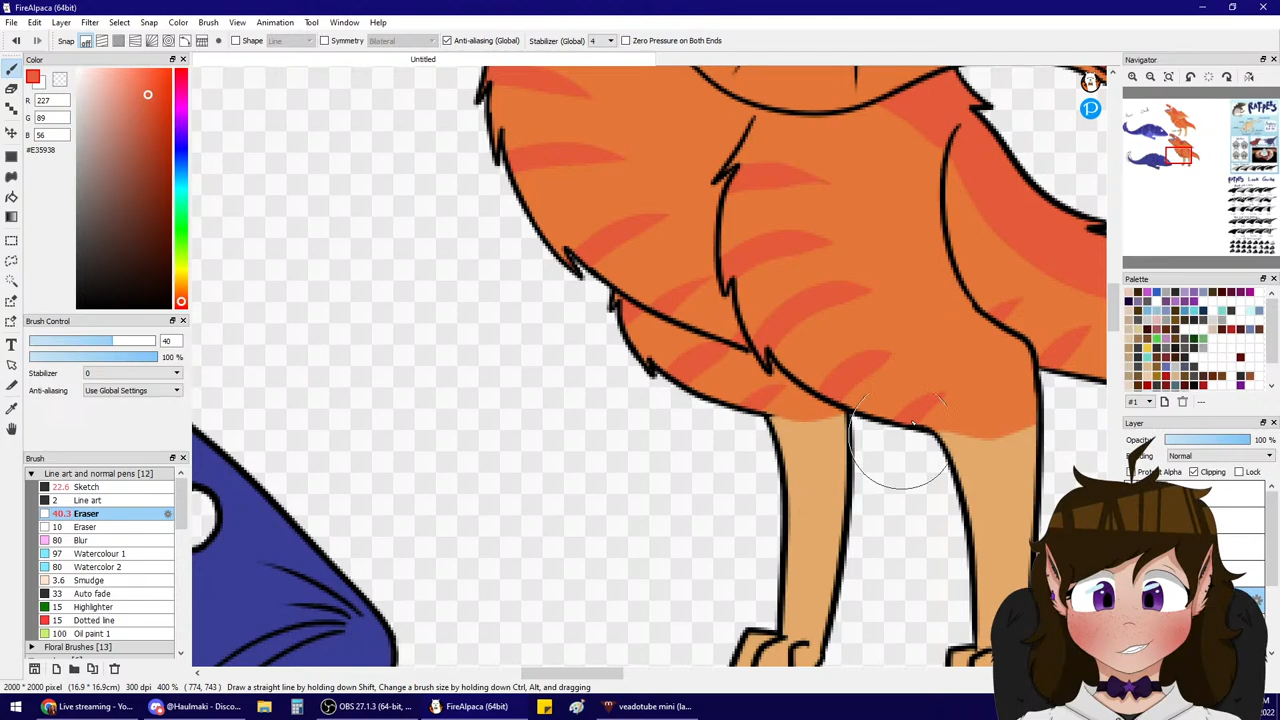 FireAlpaca (64bit)
File Edit Layer Filter Select Snap Color Brush View Animation Tool Window Help
Snap off Shape Line Symmetry Bilateral Anti-aliasing (Global) Stabilizer (Global) 4 Zero Pressure on Both Ends
Color
Untitled
Navigator
R 227
G 89
B 56
#E35938
RATTLES
Look Guide
Palette
Brush Control
40
100 %
Stabilizer 0
Anti-aliasing Use Global Settings
#1
---
Layer
Opacity 100 %
Blending Normal
Protect Alpha Clipping Lock
Brush
Line art and normal pens [12]
22.6 Sketch
2 Line art
40.3 Eraser
10 Eraser
80 Blur
97 Watercolour 1
80 Watercolor 2
3.6 Smudge
33 Auto fade
15 Highlighter
15 Dotted line
100 Oil paint 1
Floral Brushes [13]
2000 * 2000 pixel (16.9 * 16.9cm) 300 dpi 400 % ( 774, 743 ) Draw a straight line by holding down Shift, Change a brush size by holding down Ctrl, Alt, and dragging
Live streaming - Yo... @Haulmaki - Disco... OBS 27.1.3 (64-bit, ... FireAlpaca (64bit) veadotube mini (la...
2022